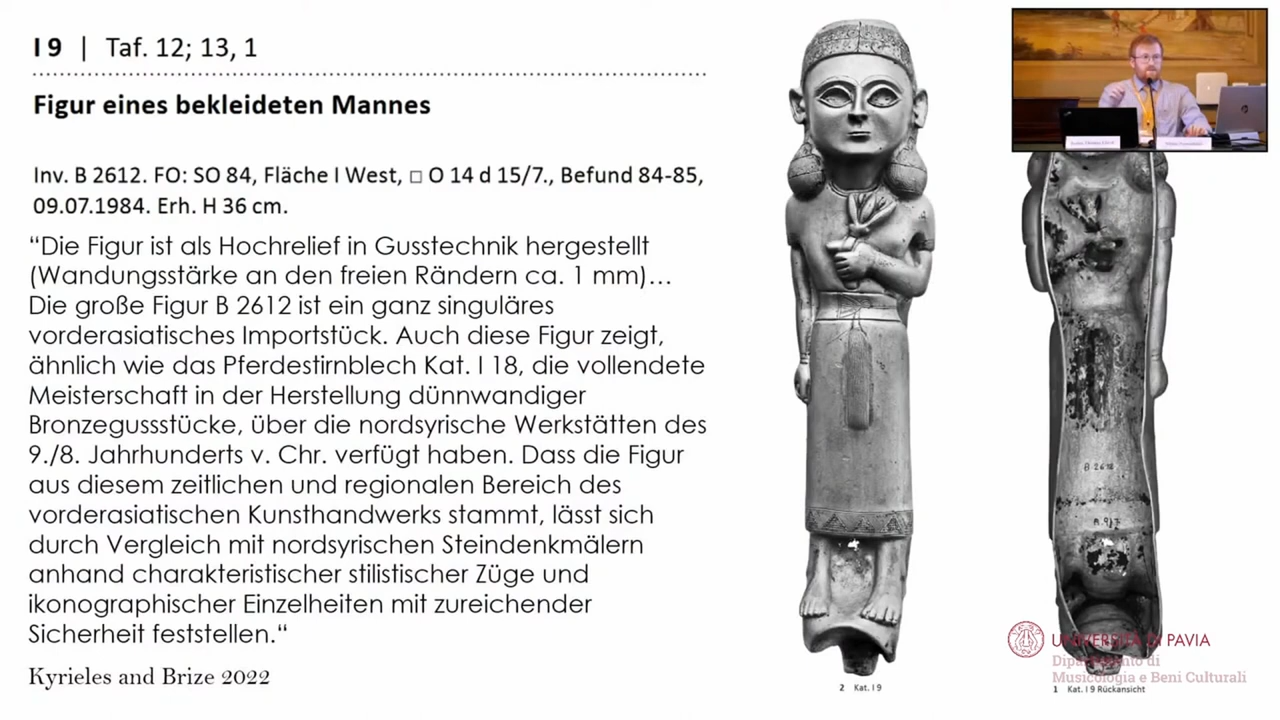 I 9 | Taf. 12; 13, 1
Figur eines bekleideten Mannes
Inv. B 2612. FO: SO 84, Fläche I West, □ O 14 d 15/7., Befund 84-85,
09.07.1984. Erh. H 36 cm.
“Die Figur ist als Hochrelief in Gusstechnik hergestellt
(Wandungsstärke an den freien Rändern ca. 1 mm)…
Die große Figur B 2612 ist ein ganz singuläres
vorderasiatisches Importstück. Auch diese Figur zeigt,
ähnlich wie das Pferdestirnblech Kat. I 18, die vollendete
Meisterschaft in der Herstellung dünnwandiger
Bronzegussstücke, über die nordsyrische Werkstätten des
9./8. Jahrhunderts v. Chr. verfügt haben. Dass die Figur
aus diesem zeitlichen und regionalen Bereich des
vorderasiatischen Kunsthandwerks stammt, lässt sich
durch Vergleich mit nordsyrischen Steindenkmälern
anhand charakteristischer stilistischer Züge und
ikonographischer Einzelheiten mit zureichender
Sicherheit feststellen.“
Kyrieles and Brize 2022
2 Kat. I 9
1 Kat. I 9 Rückansicht
UNIVERSITÀ DI PAVIA
Dipartimento di
Musicologia e Beni Culturali